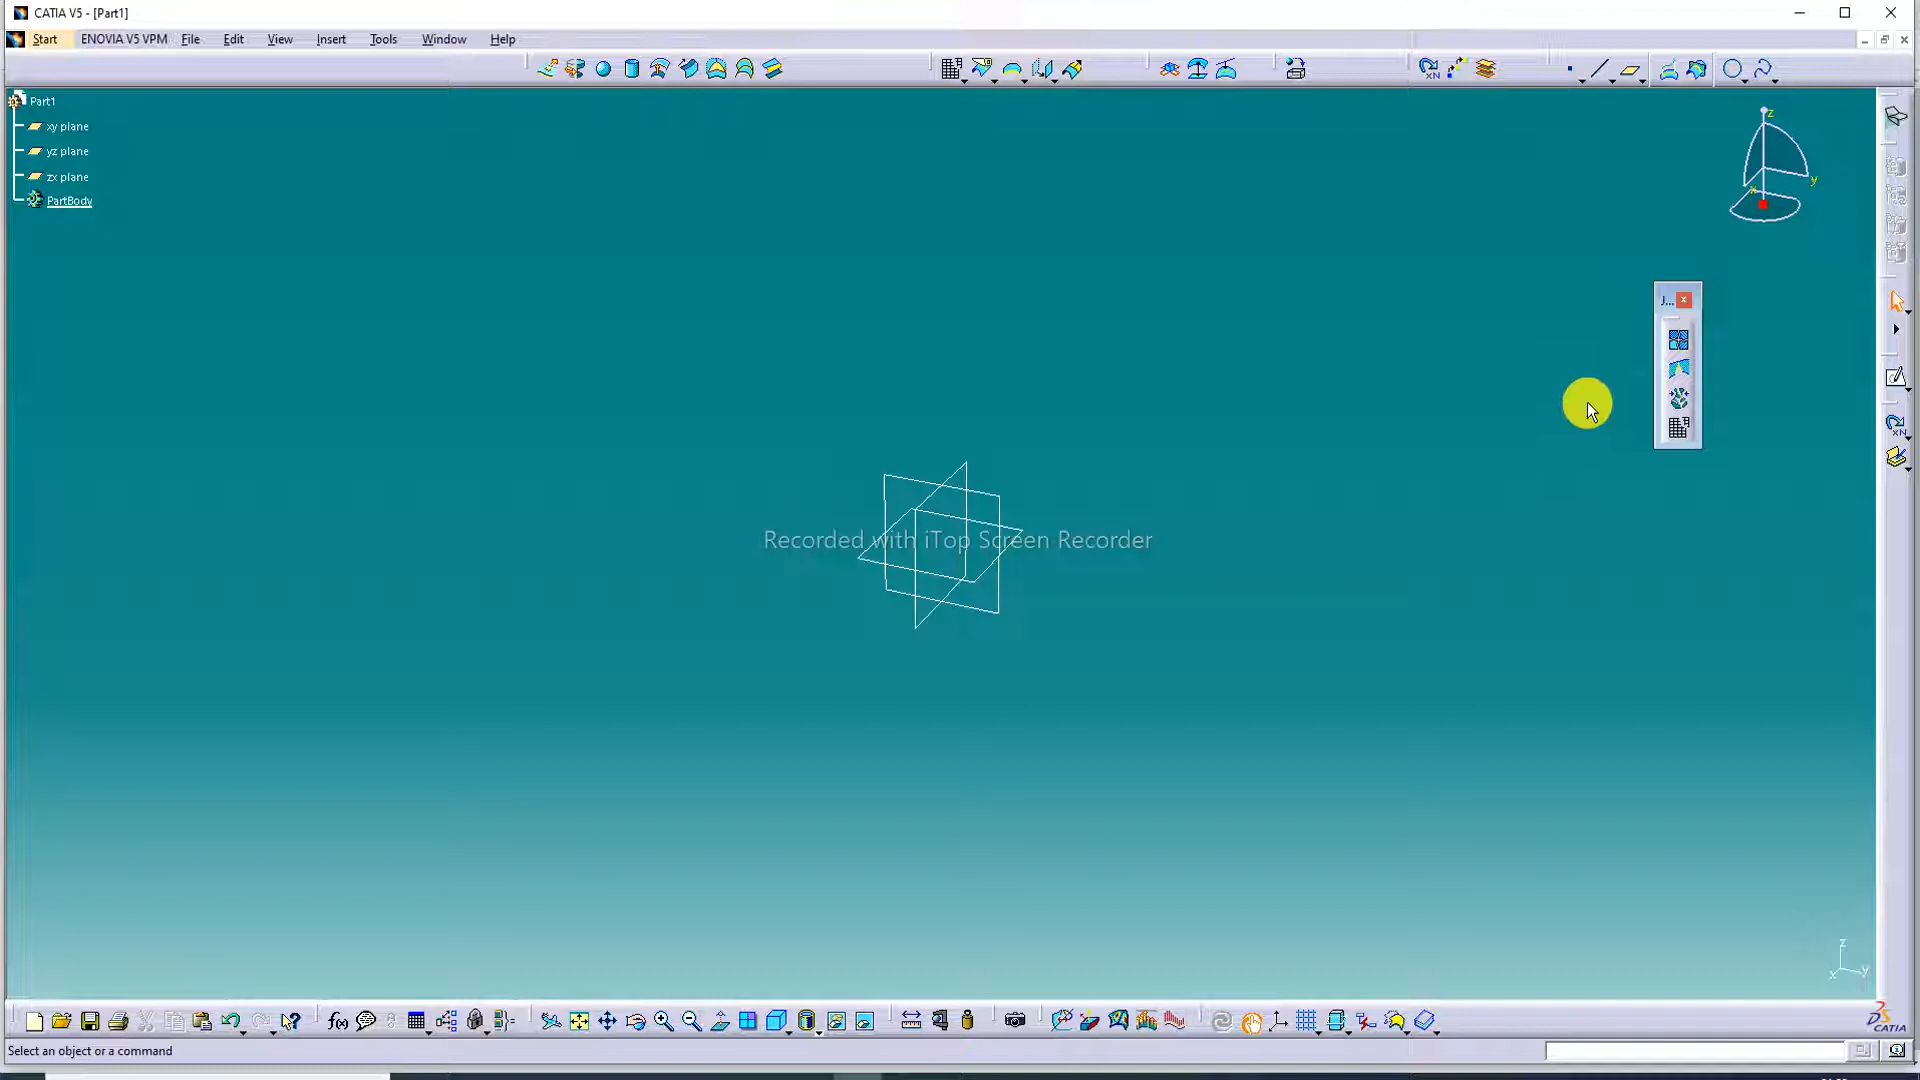 CATIA V5 - [Part1]
Start ENOVIA V5 VPM File Edit View Insert Tools Window Help
Part1
xy plane
yz plane
zx plane
PartBody
z
y
x
J...
Recorded with iTop Screen Recorder
z
x y
CATIA
Select an object or a command